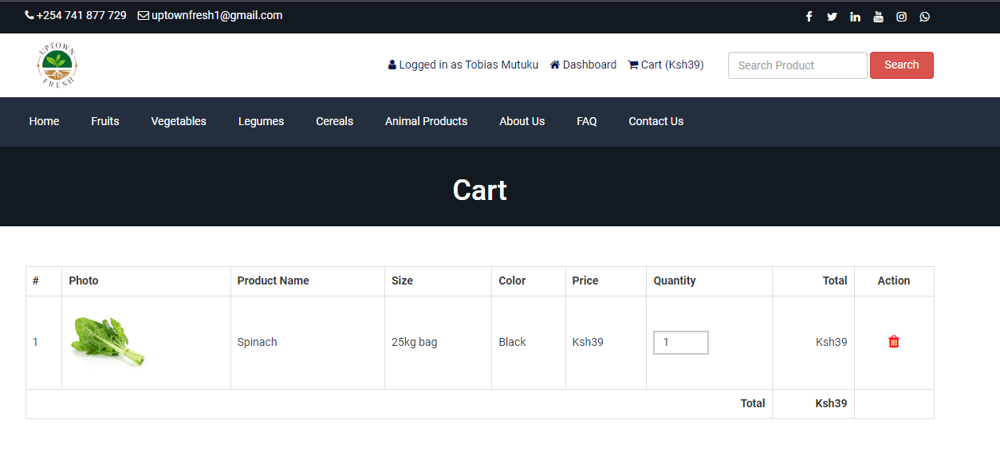 +254 741 877 729 uptownfresh1@gmail.com
UPTOWN
FRESH
Logged in as Tobias Mutuku Dashboard Cart (Ksh39) Search Product Search
Home Fruits Vegetables Legumes Cereals Animal Products About Us FAQ Contact Us
Cart
# Photo Product Name Size Color Price Quantity Total Action
1 Spinach 25kg bag Black Ksh39 1 Ksh39
Total Ksh39